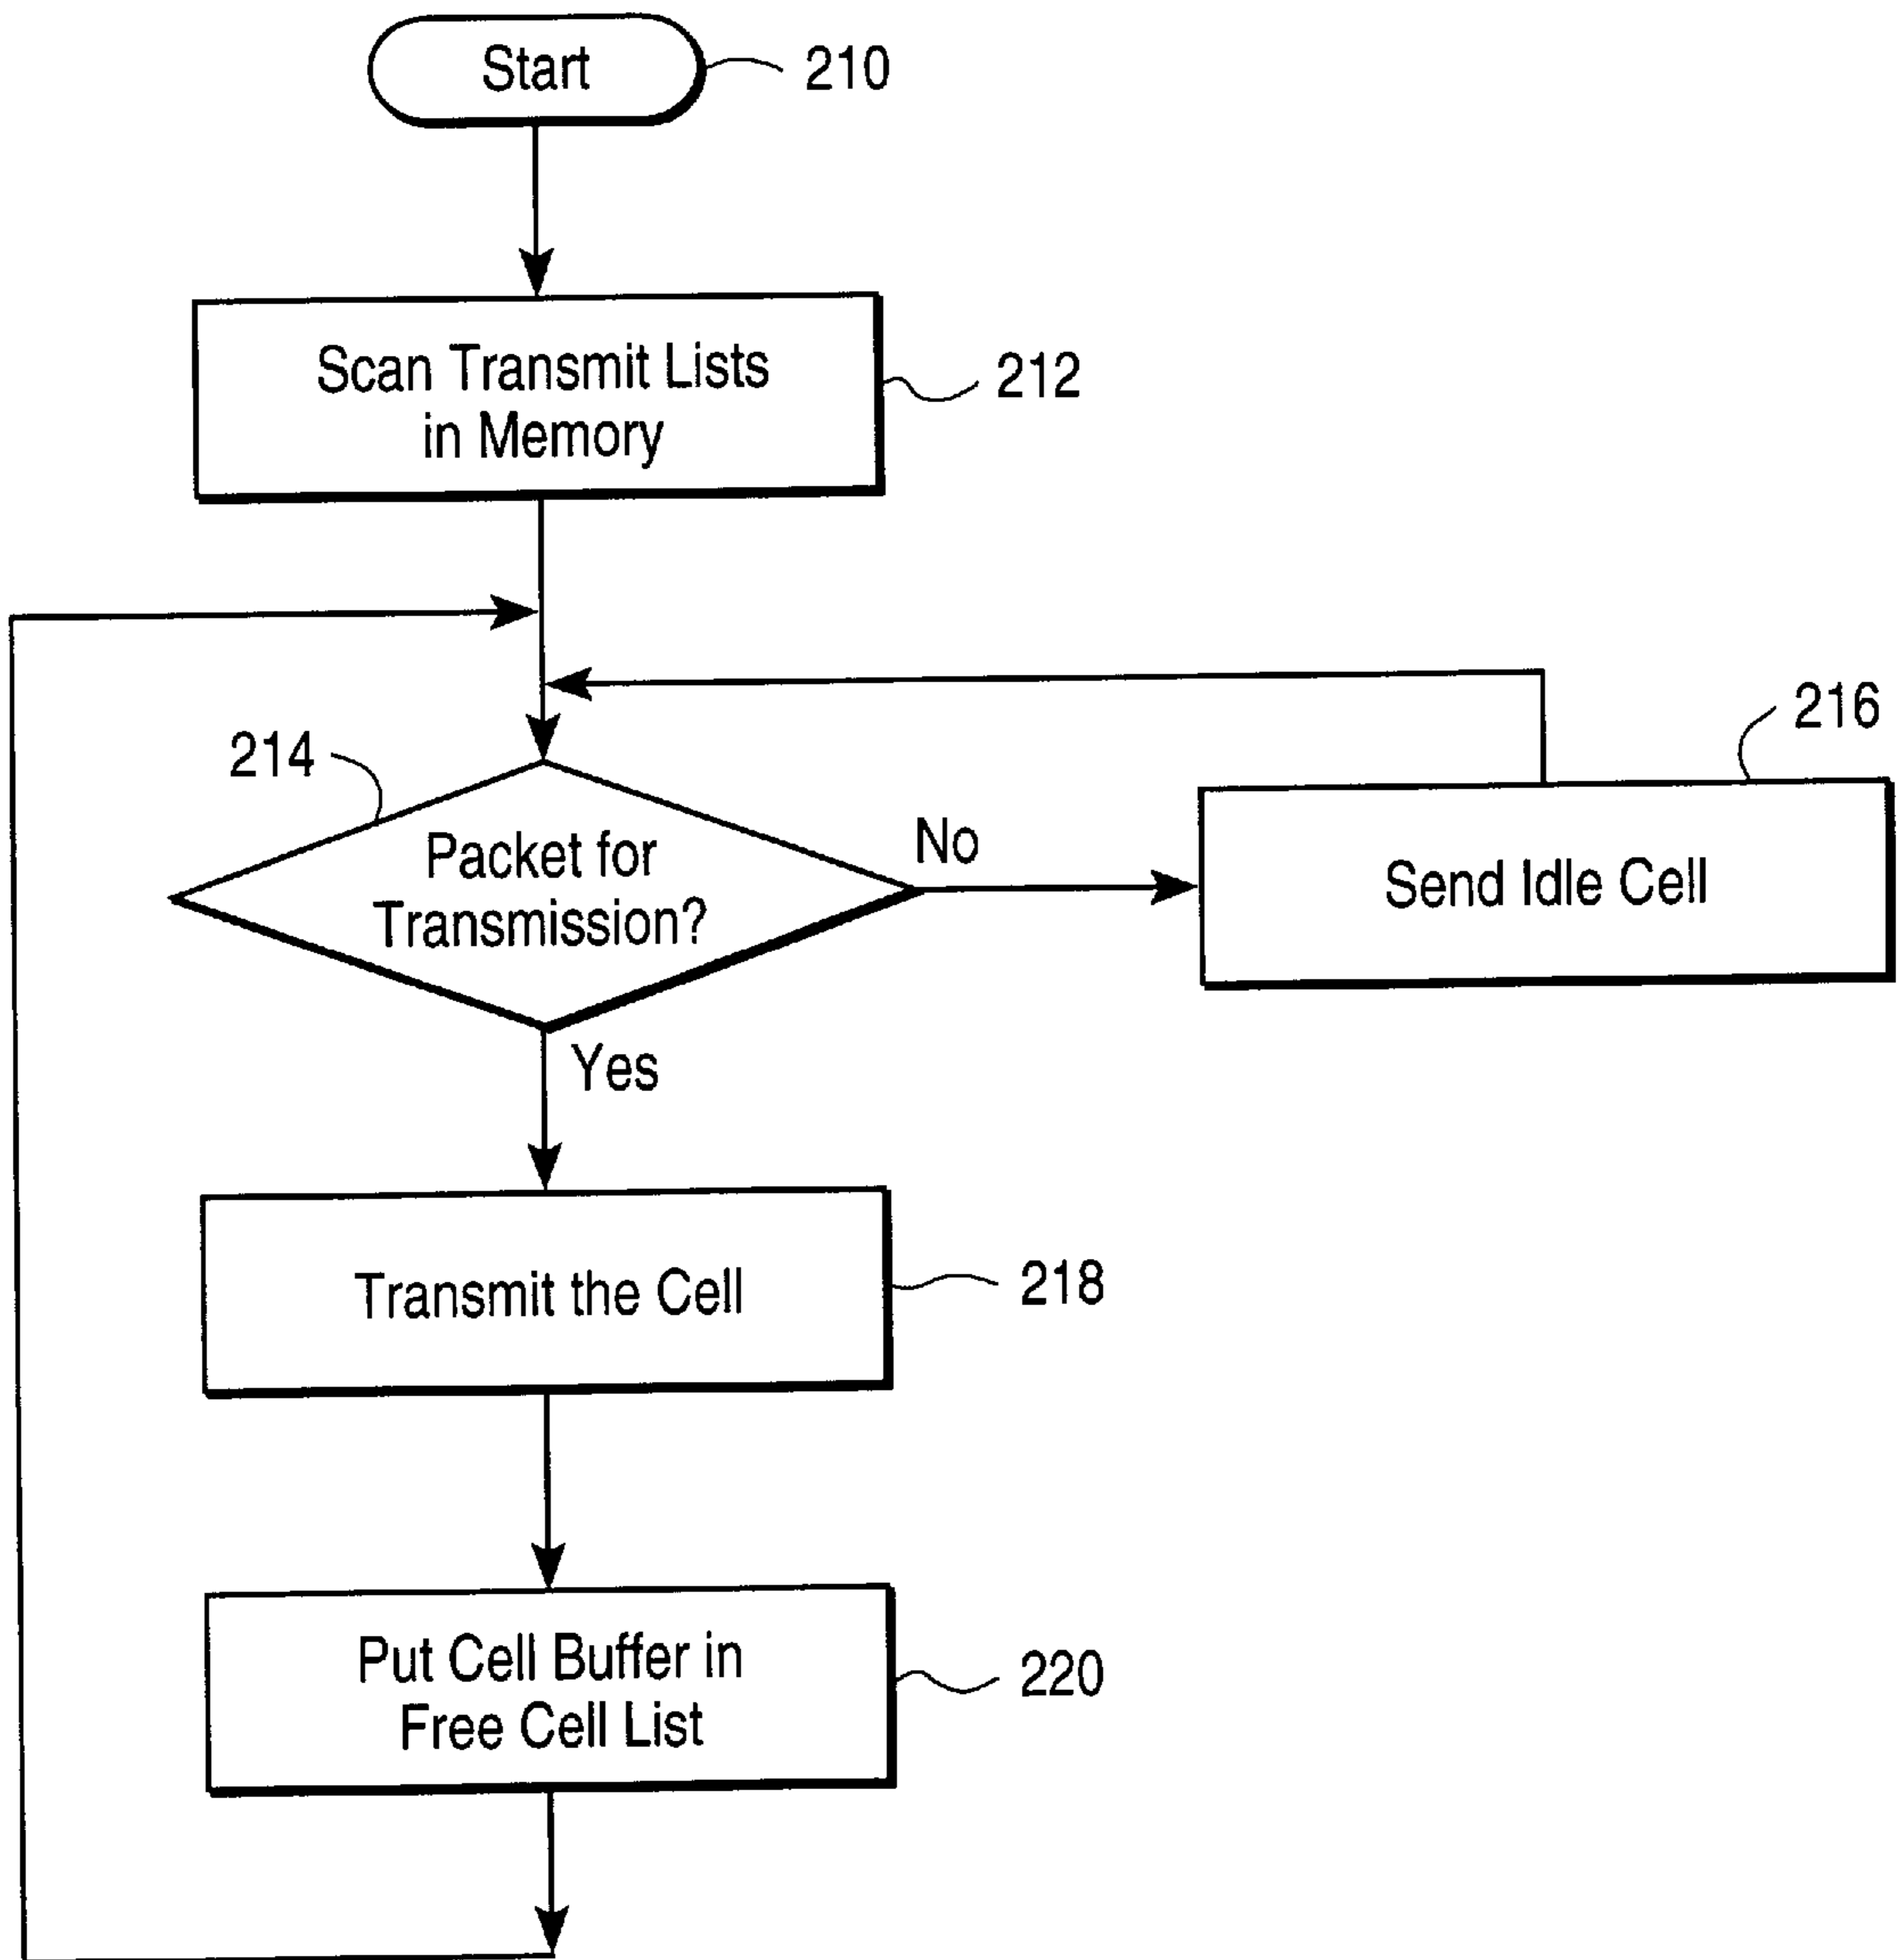 Start
210
Scan Transmit Lists
in Memory
212
214
Packet for
Transmission?
No
216
Send Idle Cell
Yes
Transmit the Cell
218
Put Cell Buffer in
Free Cell List
220